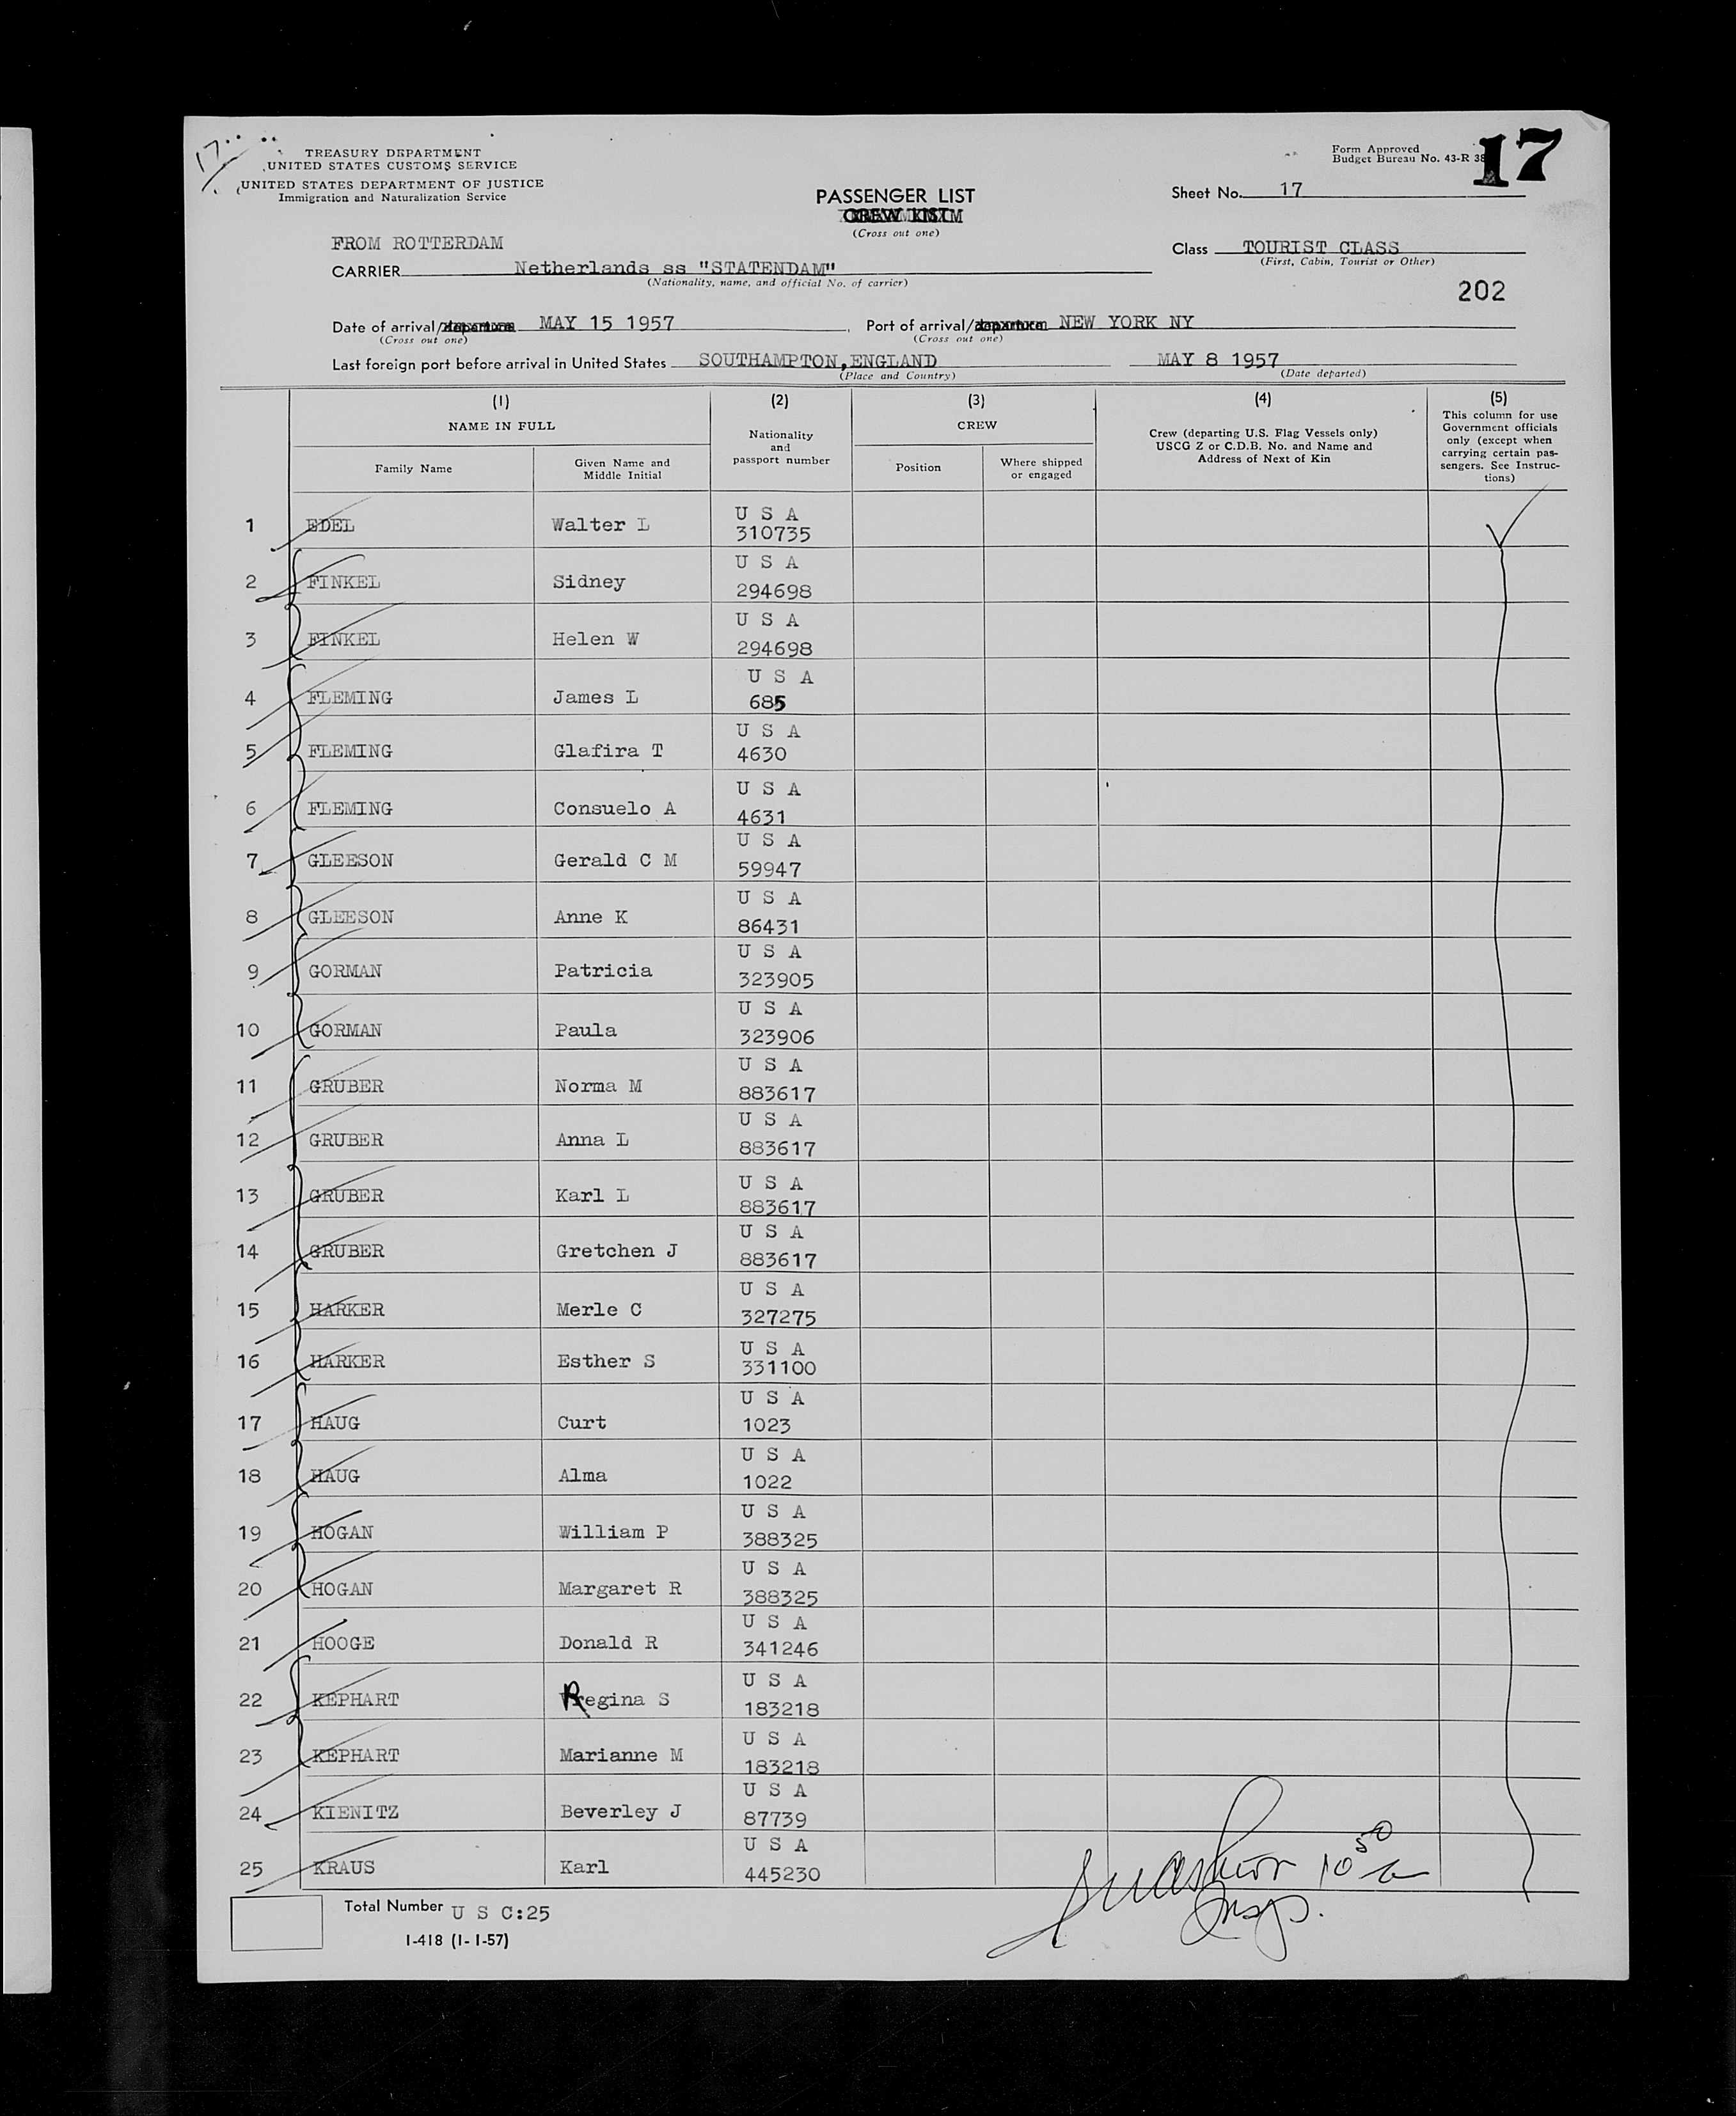 17
TREASURY DEPARTMENT
UNITED STATES CUSTOMS SERVICE
UNITED STATES DEPARTMENT OF JUSTICE
Immigration and Naturalization Service
PASSENGER LIST
CREW LIST
(Cross out one)
Form Approved
Budget Bureau No. 43-R 38
17
Sheet No. 17
FROM ROTTERDAM
CARRIER Netherlands ss "STATENDAM"
(Nationality, name, and official No. of carrier)
Class TOURIST CLASS
(First, Cabin, Tourist or Other)
202
Date of arrival/departure MAY 15 1957 Port of arrival/departure NEW YORK NY
(Cross out one) (Cross out one)
Last foreign port before arrival in United States SOUTHAMPTON,ENGLAND MAY 8 1957
(Place and Country) (Date departed)
(1) (2) (3) (4) (5)
NAME IN FULL
Family Name
Given Name and
Middle Initial
Nationality
and
passport number
CREW
Position
Where shipped
or engaged
Crew (departing U.S. Flag Vessels only)
USCG Z or C.D.B. No. and Name and
Address of Next of Kin
This column for use
Government officials
only (except when
carrying certain pas-
sengers. See Instruc-
tions)
1 EDEL Walter L U S A
310735
2 FINKEL Sidney U S A
294698
3 FINKEL Helen W U S A
294698
4 FLEMING James L U S A
685
5 FLEMING Glafira T U S A
4630
6 FLEMING Consuelo A U S A
4631
7 GLEESON Gerald C M U S A
59947
8 GLEESON Anne K U S A
86431
9 GORMAN Patricia U S A
323905
10 GORMAN Paula U S A
323906
11 GRUBER Norma M U S A
883617
12 GRUBER Anna L U S A
883617
13 GRUBER Karl L U S A
883617
14 GRUBER Gretchen J U S A
883617
15 HARKER Merle C U S A
327275
16 HARKER Esther S U S A
331100
17 HAUG Curt U S A
1023
18 HAUG Alma U S A
1022
19 HOGAN William P U S A
388325
20 HOGAN Margaret R U S A
388325
21 HOOGE Donald R U S A
341246
22 KEPHART Regina S U S A
183218
23 KEPHART Marianne M U S A
183218
24 KIENITZ Beverley J U S A
87739
25 KRAUS Karl U S A
445230
10 50
Insp.
Total Number U S C:25
I-418 (1-1-57)